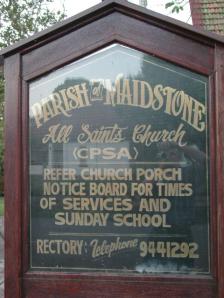 PARISH of MAIDSTONE
All Saints Church
(CPSA)
REFER CHURCH PORCH
NOTICE BOARD FOR TIMES
OF SERVICES AND
SUNDAY SCHOOL
RECTORY: Telephone 9441292